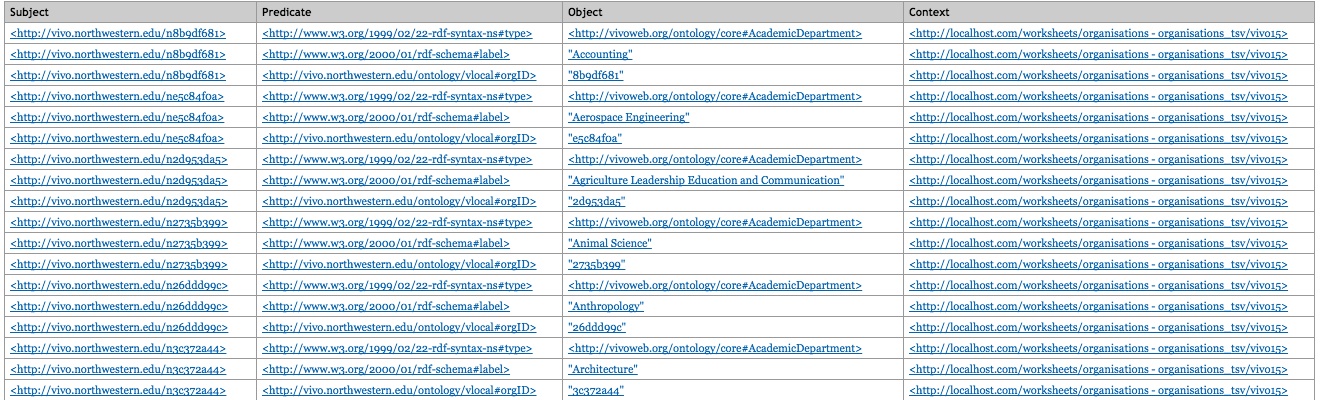 Subject Predicate Object Context
<http://vivo.northwestern.edu/n8b9df681> <http://www.w3.org/1999/02/22-rdf-syntax-ns#type> <http://vivoweb.org/ontology/core#AcademicDepartment> <http://localhost.com/worksheets/organisations - organisations_tsv/vivo15>
<http://vivo.northwestern.edu/n8b9df681> <http://www.w3.org/2000/01/rdf-schema#label> "Accounting" <http://localhost.com/worksheets/organisations - organisations_tsv/vivo15>
<http://vivo.northwestern.edu/n8b9df681> <http://vivo.northwestern.edu/ontology/vlocal#orgID> "8b9df681" <http://localhost.com/worksheets/organisations - organisations_tsv/vivo15>
<http://vivo.northwestern.edu/ne5c84f0a> <http://www.w3.org/1999/02/22-rdf-syntax-ns#type> <http://vivoweb.org/ontology/core#AcademicDepartment> <http://localhost.com/worksheets/organisations - organisations_tsv/vivo15>
<http://vivo.northwestern.edu/ne5c84f0a> <http://www.w3.org/2000/01/rdf-schema#label> "Aerospace Engineering" <http://localhost.com/worksheets/organisations - organisations_tsv/vivo15>
<http://vivo.northwestern.edu/ne5c84f0a> <http://vivo.northwestern.edu/ontology/vlocal#orgID> "e5c84f0a" <http://localhost.com/worksheets/organisations - organisations_tsv/vivo15>
<http://vivo.northwestern.edu/n2d953da5> <http://www.w3.org/1999/02/22-rdf-syntax-ns#type> <http://vivoweb.org/ontology/core#AcademicDepartment> <http://localhost.com/worksheets/organisations - organisations_tsv/vivo15>
<http://vivo.northwestern.edu/n2d953da5> <http://www.w3.org/2000/01/rdf-schema#label> "Agriculture Leadership Education and Communication" <http://localhost.com/worksheets/organisations - organisations_tsv/vivo15>
<http://vivo.northwestern.edu/n2d953da5> <http://vivo.northwestern.edu/ontology/vlocal#orgID> "2d953da5" <http://localhost.com/worksheets/organisations - organisations_tsv/vivo15>
<http://vivo.northwestern.edu/n2735b399> <http://www.w3.org/1999/02/22-rdf-syntax-ns#type> <http://vivoweb.org/ontology/core#AcademicDepartment> <http://localhost.com/worksheets/organisations - organisations_tsv/vivo15>
<http://vivo.northwestern.edu/n2735b399> <http://www.w3.org/2000/01/rdf-schema#label> "Animal Science" <http://localhost.com/worksheets/organisations - organisations_tsv/vivo15>
<http://vivo.northwestern.edu/n2735b399> <http://vivo.northwestern.edu/ontology/vlocal#orgID> "2735b399" <http://localhost.com/worksheets/organisations - organisations_tsv/vivo15>
<http://vivo.northwestern.edu/n26ddd99c> <http://www.w3.org/1999/02/22-rdf-syntax-ns#type> <http://vivoweb.org/ontology/core#AcademicDepartment> <http://localhost.com/worksheets/organisations - organisations_tsv/vivo15>
<http://vivo.northwestern.edu/n26ddd99c> <http://www.w3.org/2000/01/rdf-schema#label> "Anthropology" <http://localhost.com/worksheets/organisations - organisations_tsv/vivo15>
<http://vivo.northwestern.edu/n26ddd99c> <http://vivo.northwestern.edu/ontology/vlocal#orgID> "26ddd99c" <http://localhost.com/worksheets/organisations - organisations_tsv/vivo15>
<http://vivo.northwestern.edu/n3c372a44> <http://www.w3.org/1999/02/22-rdf-syntax-ns#type> <http://vivoweb.org/ontology/core#AcademicDepartment> <http://localhost.com/worksheets/organisations - organisations_tsv/vivo15>
<http://vivo.northwestern.edu/n3c372a44> <http://www.w3.org/2000/01/rdf-schema#label> "Architecture" <http://localhost.com/worksheets/organisations - organisations_tsv/vivo15>
<http://vivo.northwestern.edu/n3c372a44> <http://vivo.northwestern.edu/ontology/vlocal#orgID> "3c372a44" <http://localhost.com/worksheets/organisations - organisations_tsv/vivo15>